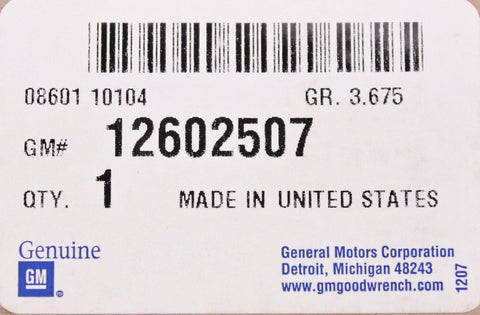 08601 10104 GR. 3.675
GM# 12602507
QTY. 1 MADE IN UNITED STATES
Genuine
GM
General Motors Corporation
Detroit, Michigan 48243
www.gmgoodwrench.com
1207